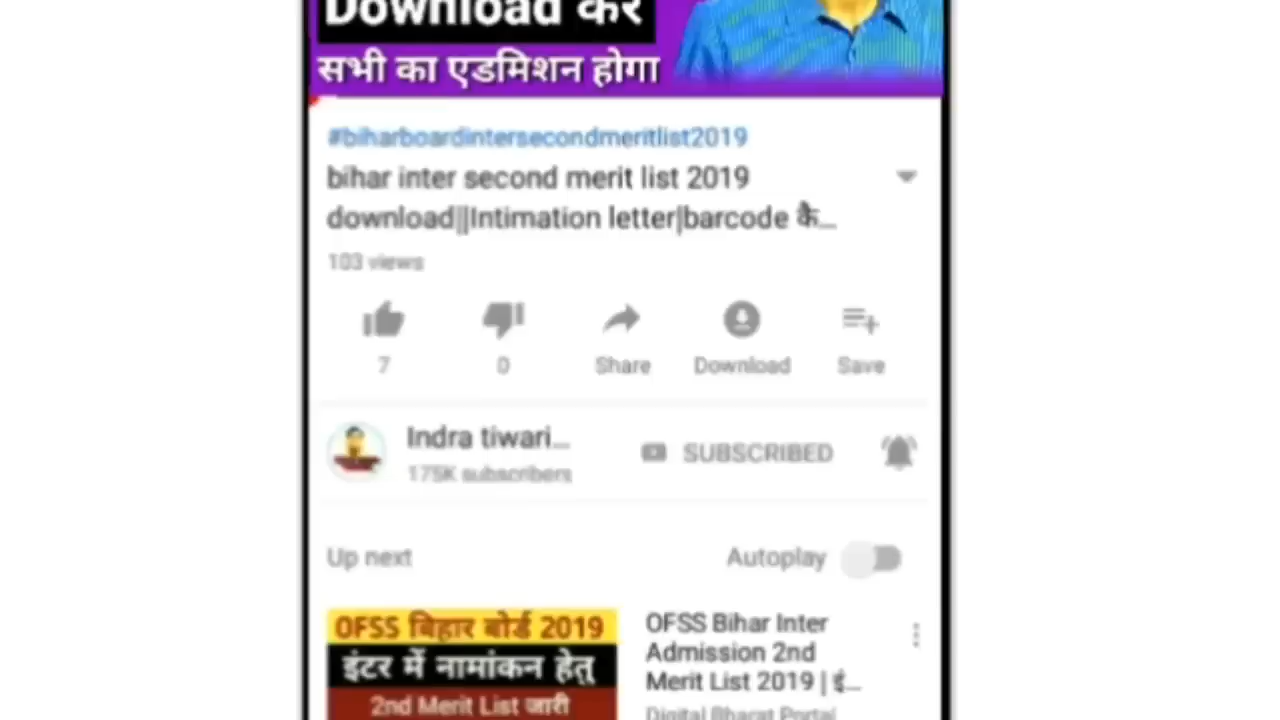 Download करें
सभी का एडमिशन होगा
#biharboardintersecondmeritlist2019
bihar inter second merit list 2019
download||Intimation letter|barcode कै...
103 views
7
0
Share
Download
Save
Indra tiwari...
175K subscribers
SUBSCRIBED
Up next
Autoplay
OFSS बिहार बोर्ड 2019
इंटर में नामांकन हेतु
2nd Merit List जारी
OFSS Bihar Inter
Admission 2nd
Merit List 2019 | इं...
Digital Bharat Portal